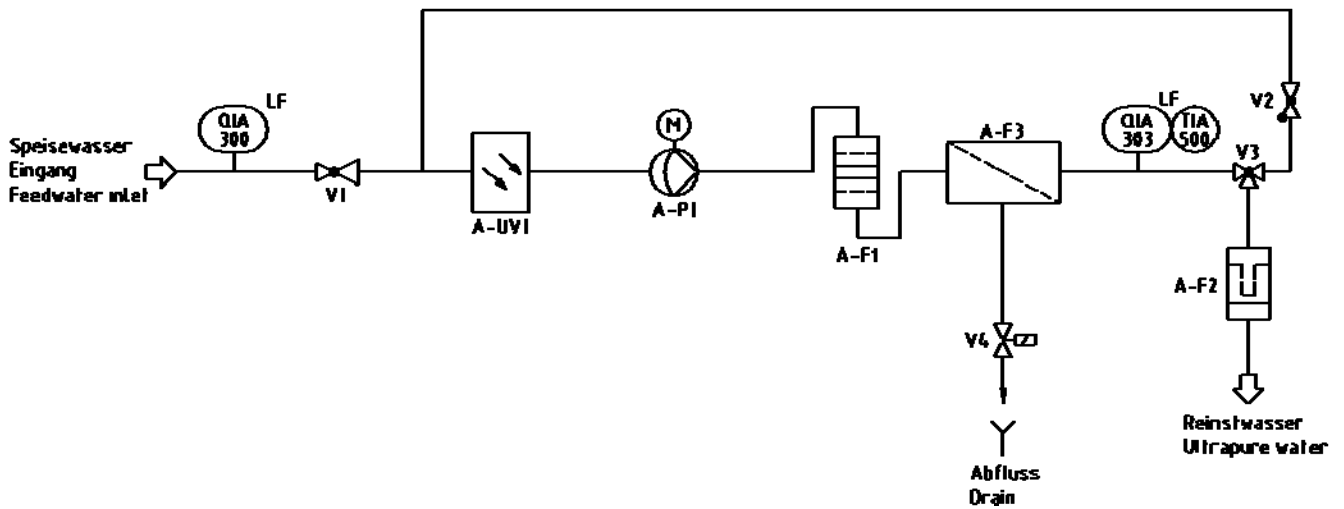 LF
QIA
300
Speisewasser
Eingang
Feedwater inlet
V1
A-UV1
M
A-P1
A-F1
A-F3
LF
QIA
303
TIA
500
V2
V3
A-F2
V4
Reinstwasser
Ultrapure water
Abfluss
Drain